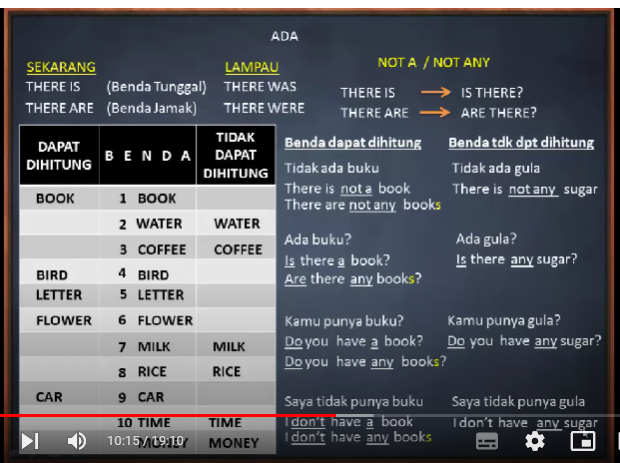 ADA
SEKARANG LAMPAU NOT A / NOT ANY
THERE IS (Benda Tunggal) THERE WAS THERE IS IS THERE?
THERE ARE (Benda Jamak) THERE WERE THERE ARE ARE THERE?
DAPAT DIHITUNG B E N D A TIDAK DAPAT DIHITUNG
BOOK 1 BOOK
2 WATER WATER
3 COFFEE COFFEE
BIRD 4 BIRD
LETTER 5 LETTER
FLOWER 6 FLOWER
7 MILK MILK
8 RICE RICE
CAR 9 CAR
10 TIME TIME
MONEY MONEY
Benda dapat dihitung
Tidak ada buku
There is not a book
There are not any books
Ada buku?
Is there a book?
Are there any books?
Kamu punya buku?
Do you have a book?
Do you have any books?
Saya tidak punya buku
I don't have a book
I don't have any books
Benda tdk dpt dihitung
Tidak ada gula
There is not any sugar
Ada gula?
Is there any sugar?
Kamu punya gula?
Do you have any sugar?
Saya tidak punya gula
I don't have any sugar
10:15 / 19:10